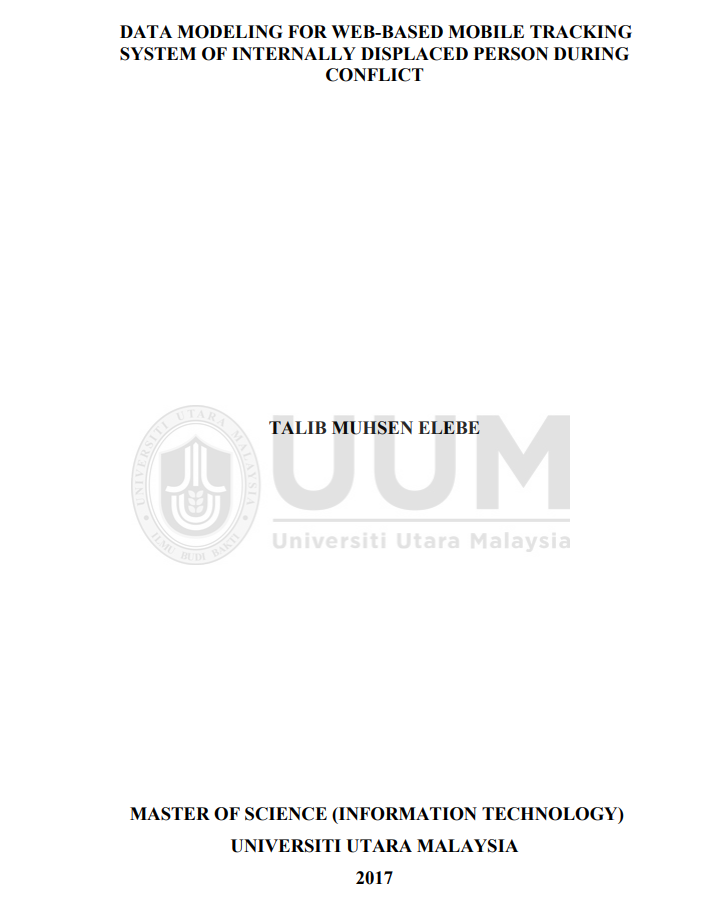 DATA MODELING FOR WEB-BASED MOBILE TRACKING
SYSTEM OF INTERNALLY DISPLACED PERSON DURING
CONFLICT
TALIB MUHSEN ELEBE
UUM
Universiti Utara Malaysia
UNIVERSITI UTARA MALAYSIA
ILMU BUDI BAKTI
MASTER OF SCIENCE (INFORMATION TECHNOLOGY)
UNIVERSITI UTARA MALAYSIA
2017